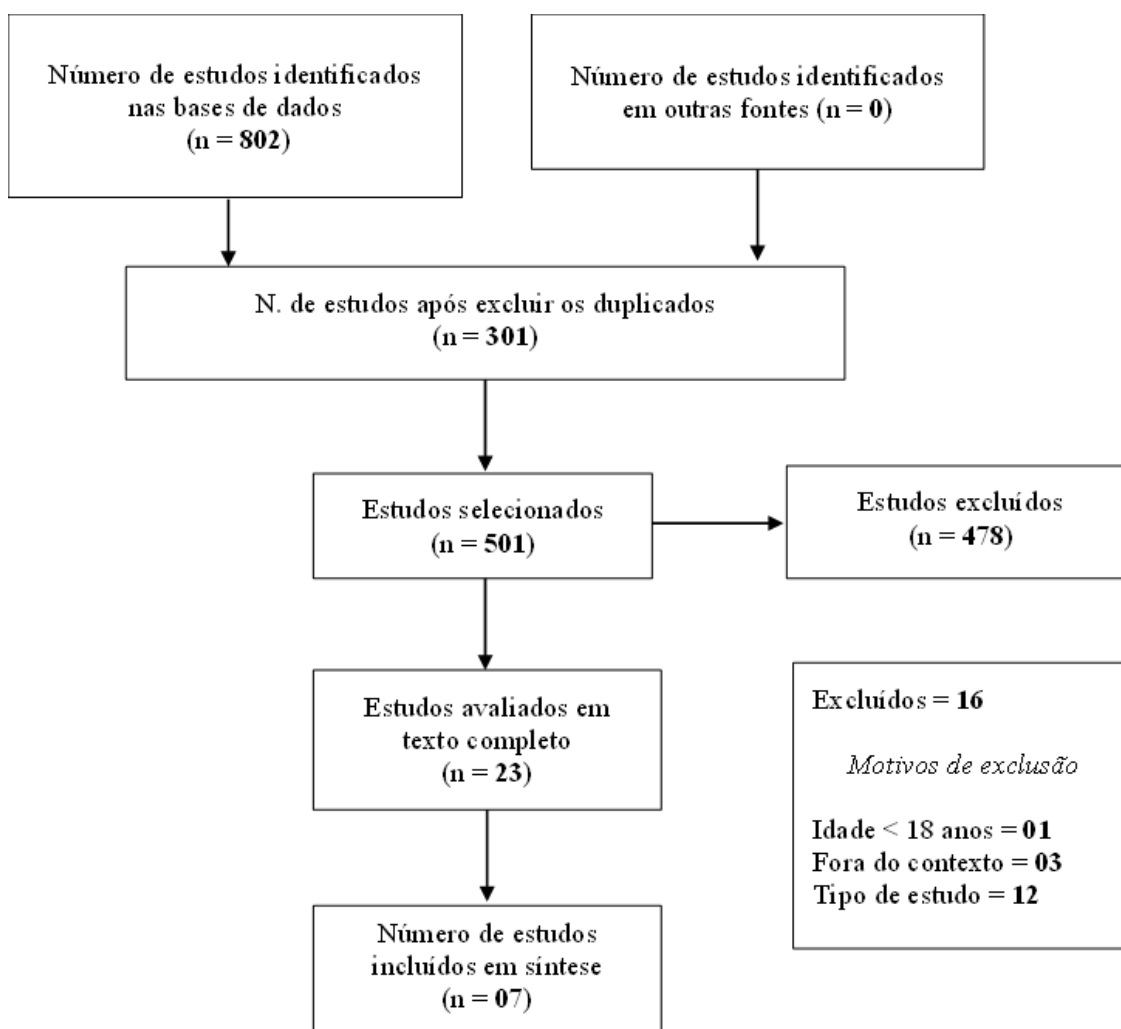 Número de estudos identificados
nas bases de dados
(n = 802)
Número de estudos identificados
em outras fontes (n = 0)
N. de estudos após excluir os duplicados
(n = 301)
Estudos selecionados
(n = 501)
Estudos excluídos
(n = 478)
Estudos avaliados em
texto completo
(n = 23)
Excluídos = 16
Motivos de exclusão
Idade < 18 anos = 01
Fora do contexto = 03
Tipo de estudo = 12
Número de estudos
incluídos em síntese
(n = 07)